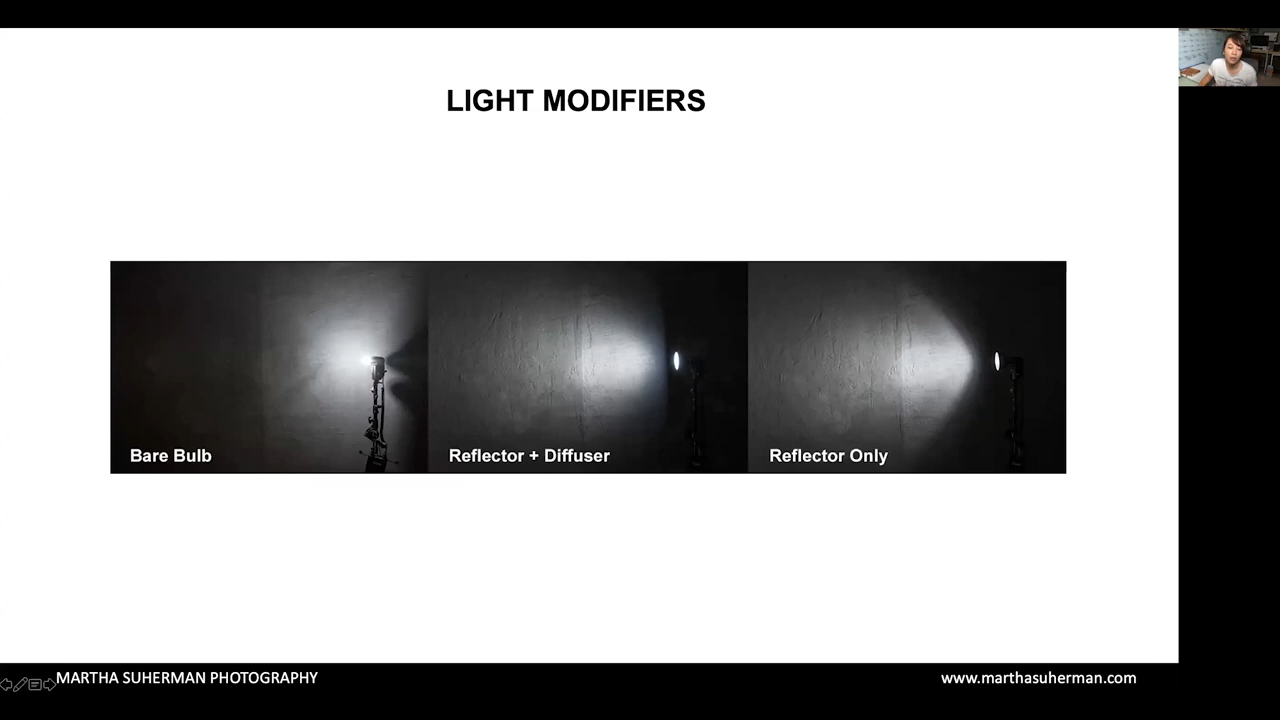 LIGHT MODIFIERS
Bare Bulb
Reflector + Diffuser
Reflector Only
MARTHA SUHERMAN PHOTOGRAPHY
www.marthasuherman.com